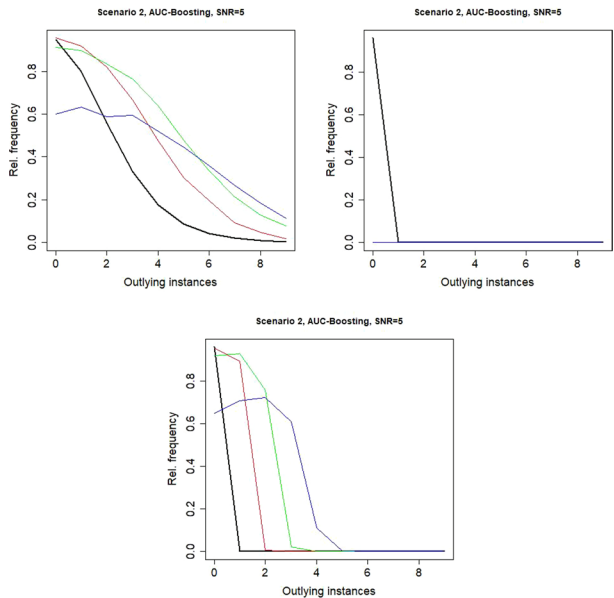 Scenario 2, AUC-Boosting, SNR=5
Rel. frequency
0.0 0.2 0.4 0.6 0.8
0 2 4 6 8
Outlying instances
Scenario 2, AUC-Boosting, SNR=5
Rel. frequency
0.0 0.2 0.4 0.6 0.8
0 2 4 6 8
Outlying instances
Scenario 2, AUC-Boosting, SNR=5
Rel. frequency
0.0 0.2 0.4 0.6 0.8
0 2 4 6 8
Outlying instances